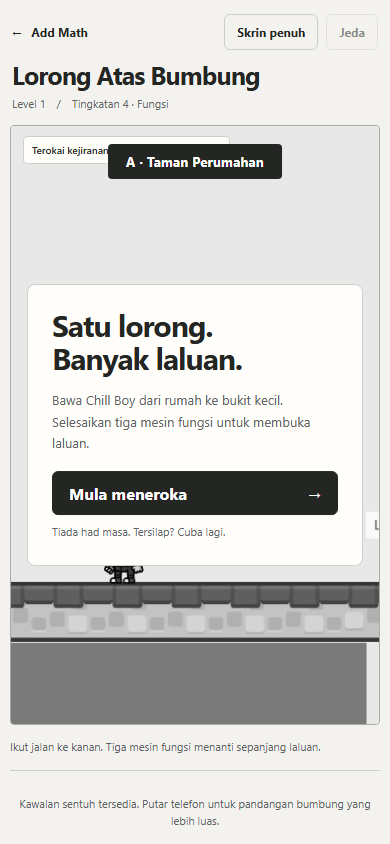 ← Add Math
Skrin penuh
Jeda
Lorong Atas Bumbung
Level 1 / Tingkatan 4 · Fungsi
Terokai kejiranan
A · Taman Perumahan
Satu lorong.
Banyak laluan.
Bawa Chill Boy dari rumah ke bukit kecil.
Selesaikan tiga mesin fungsi untuk membuka
laluan.
Mula meneroka →
Tiada had masa. Tersilap? Cuba lagi.
Ikut jalan ke kanan. Tiga mesin fungsi menanti sepanjang laluan.
Kawalan sentuh tersedia. Putar telefon untuk pandangan bumbung yang
lebih luas.